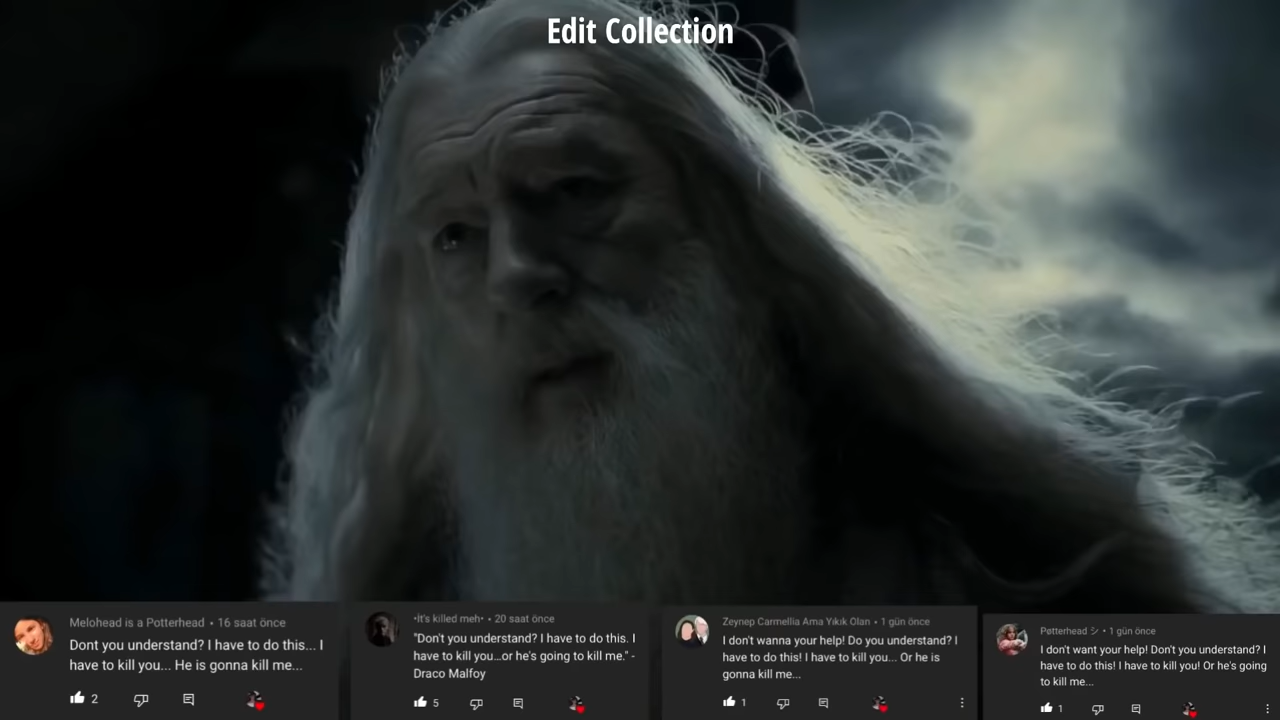 Edit Collection
Melohead is a Potterhead • 16 saat önce
Dont you understand? I have to do this... I
have to kill you... He is gonna kill me...
2
•İt's killed meh• • 20 saat önce
"Don't you understand? I have to do this. I
have to kill you...or he's going to kill me." -
Draco Malfoy
5
Zeynep Carmellia Ama Yıkık Olan • 1 gün önce
I don't wanna your help! Do you understand? I
have to do this! I have to kill you... Or he is
gonna kill me...
1
Pøtterhead シ • 1 gün önce
I don't want your help! Don't you understand? I
have to do this! I have to kill you! Or he's going
to kill me...
1